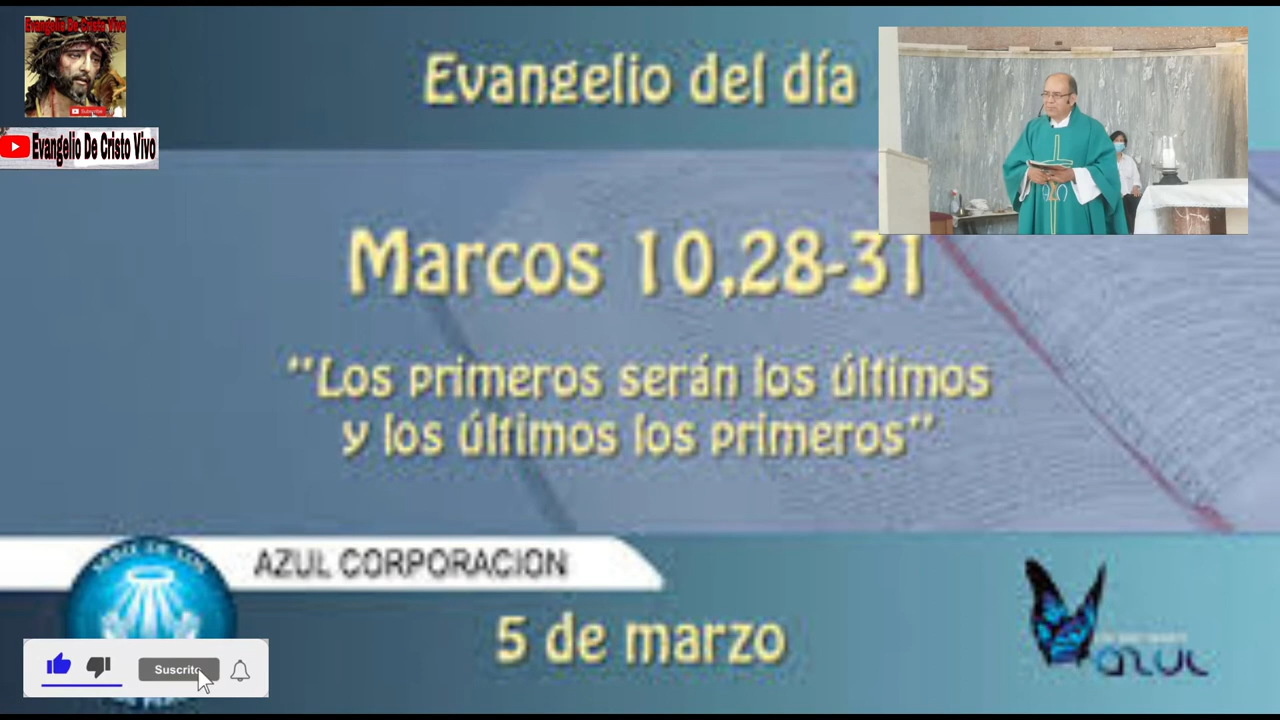 Evangelio De Cristo Vivo
Evangelio De Cristo Vivo
Evangelio del día
Marcos 10,28-31
"Los primeros serán los últimos
y los últimos los primeros"
AZUL CORPORACION
5 de marzo
Suscrito
AZUL